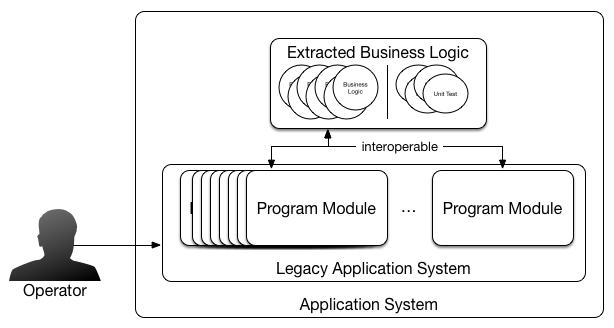 Extracted Business Logic
Business
Logic
Unit Test
interoperable
Program Module
...
Program Module
Legacy Application System
Operator
Application System